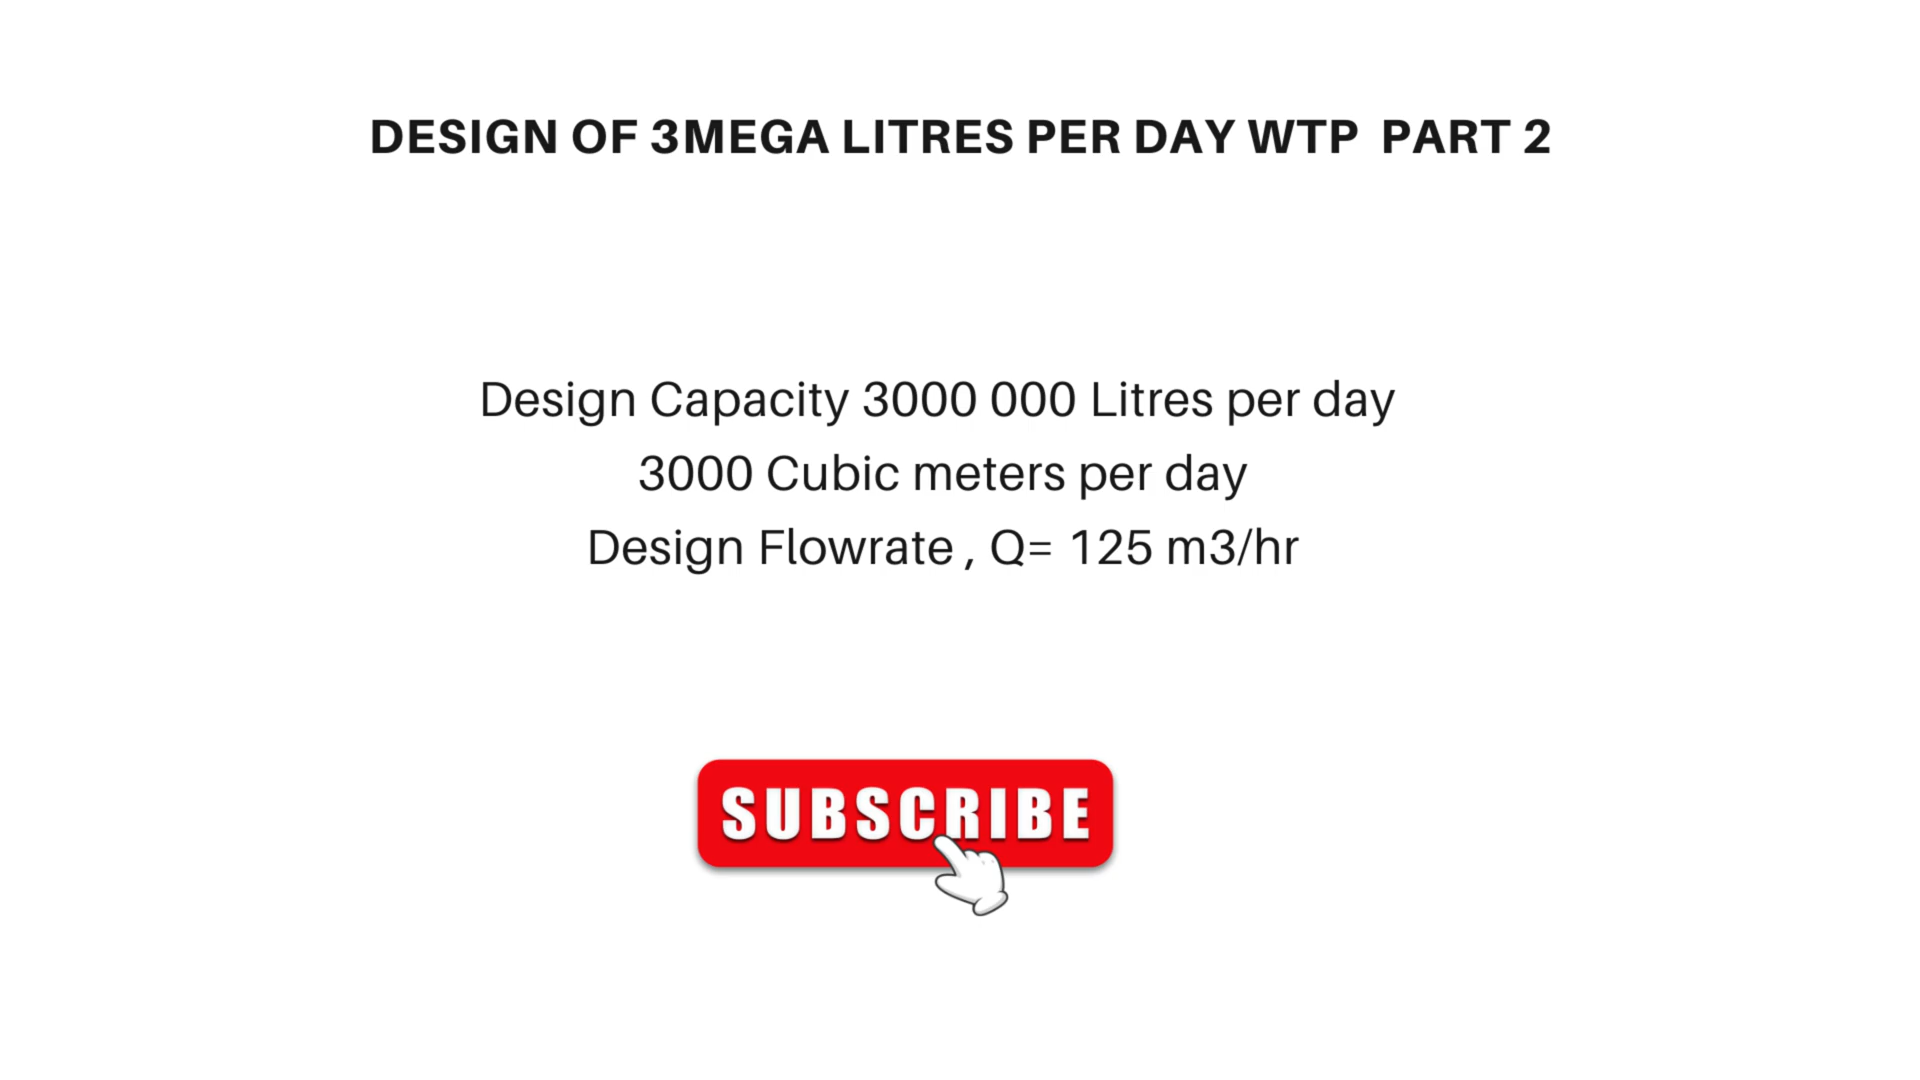 DESIGN OF 3MEGA LITRES PER DAY WTP PART 2
Design Capacity 3000 000 Litres per day
3000 Cubic meters per day
Design Flowrate , Q= 125 m3/hr
SUBSCRIBE